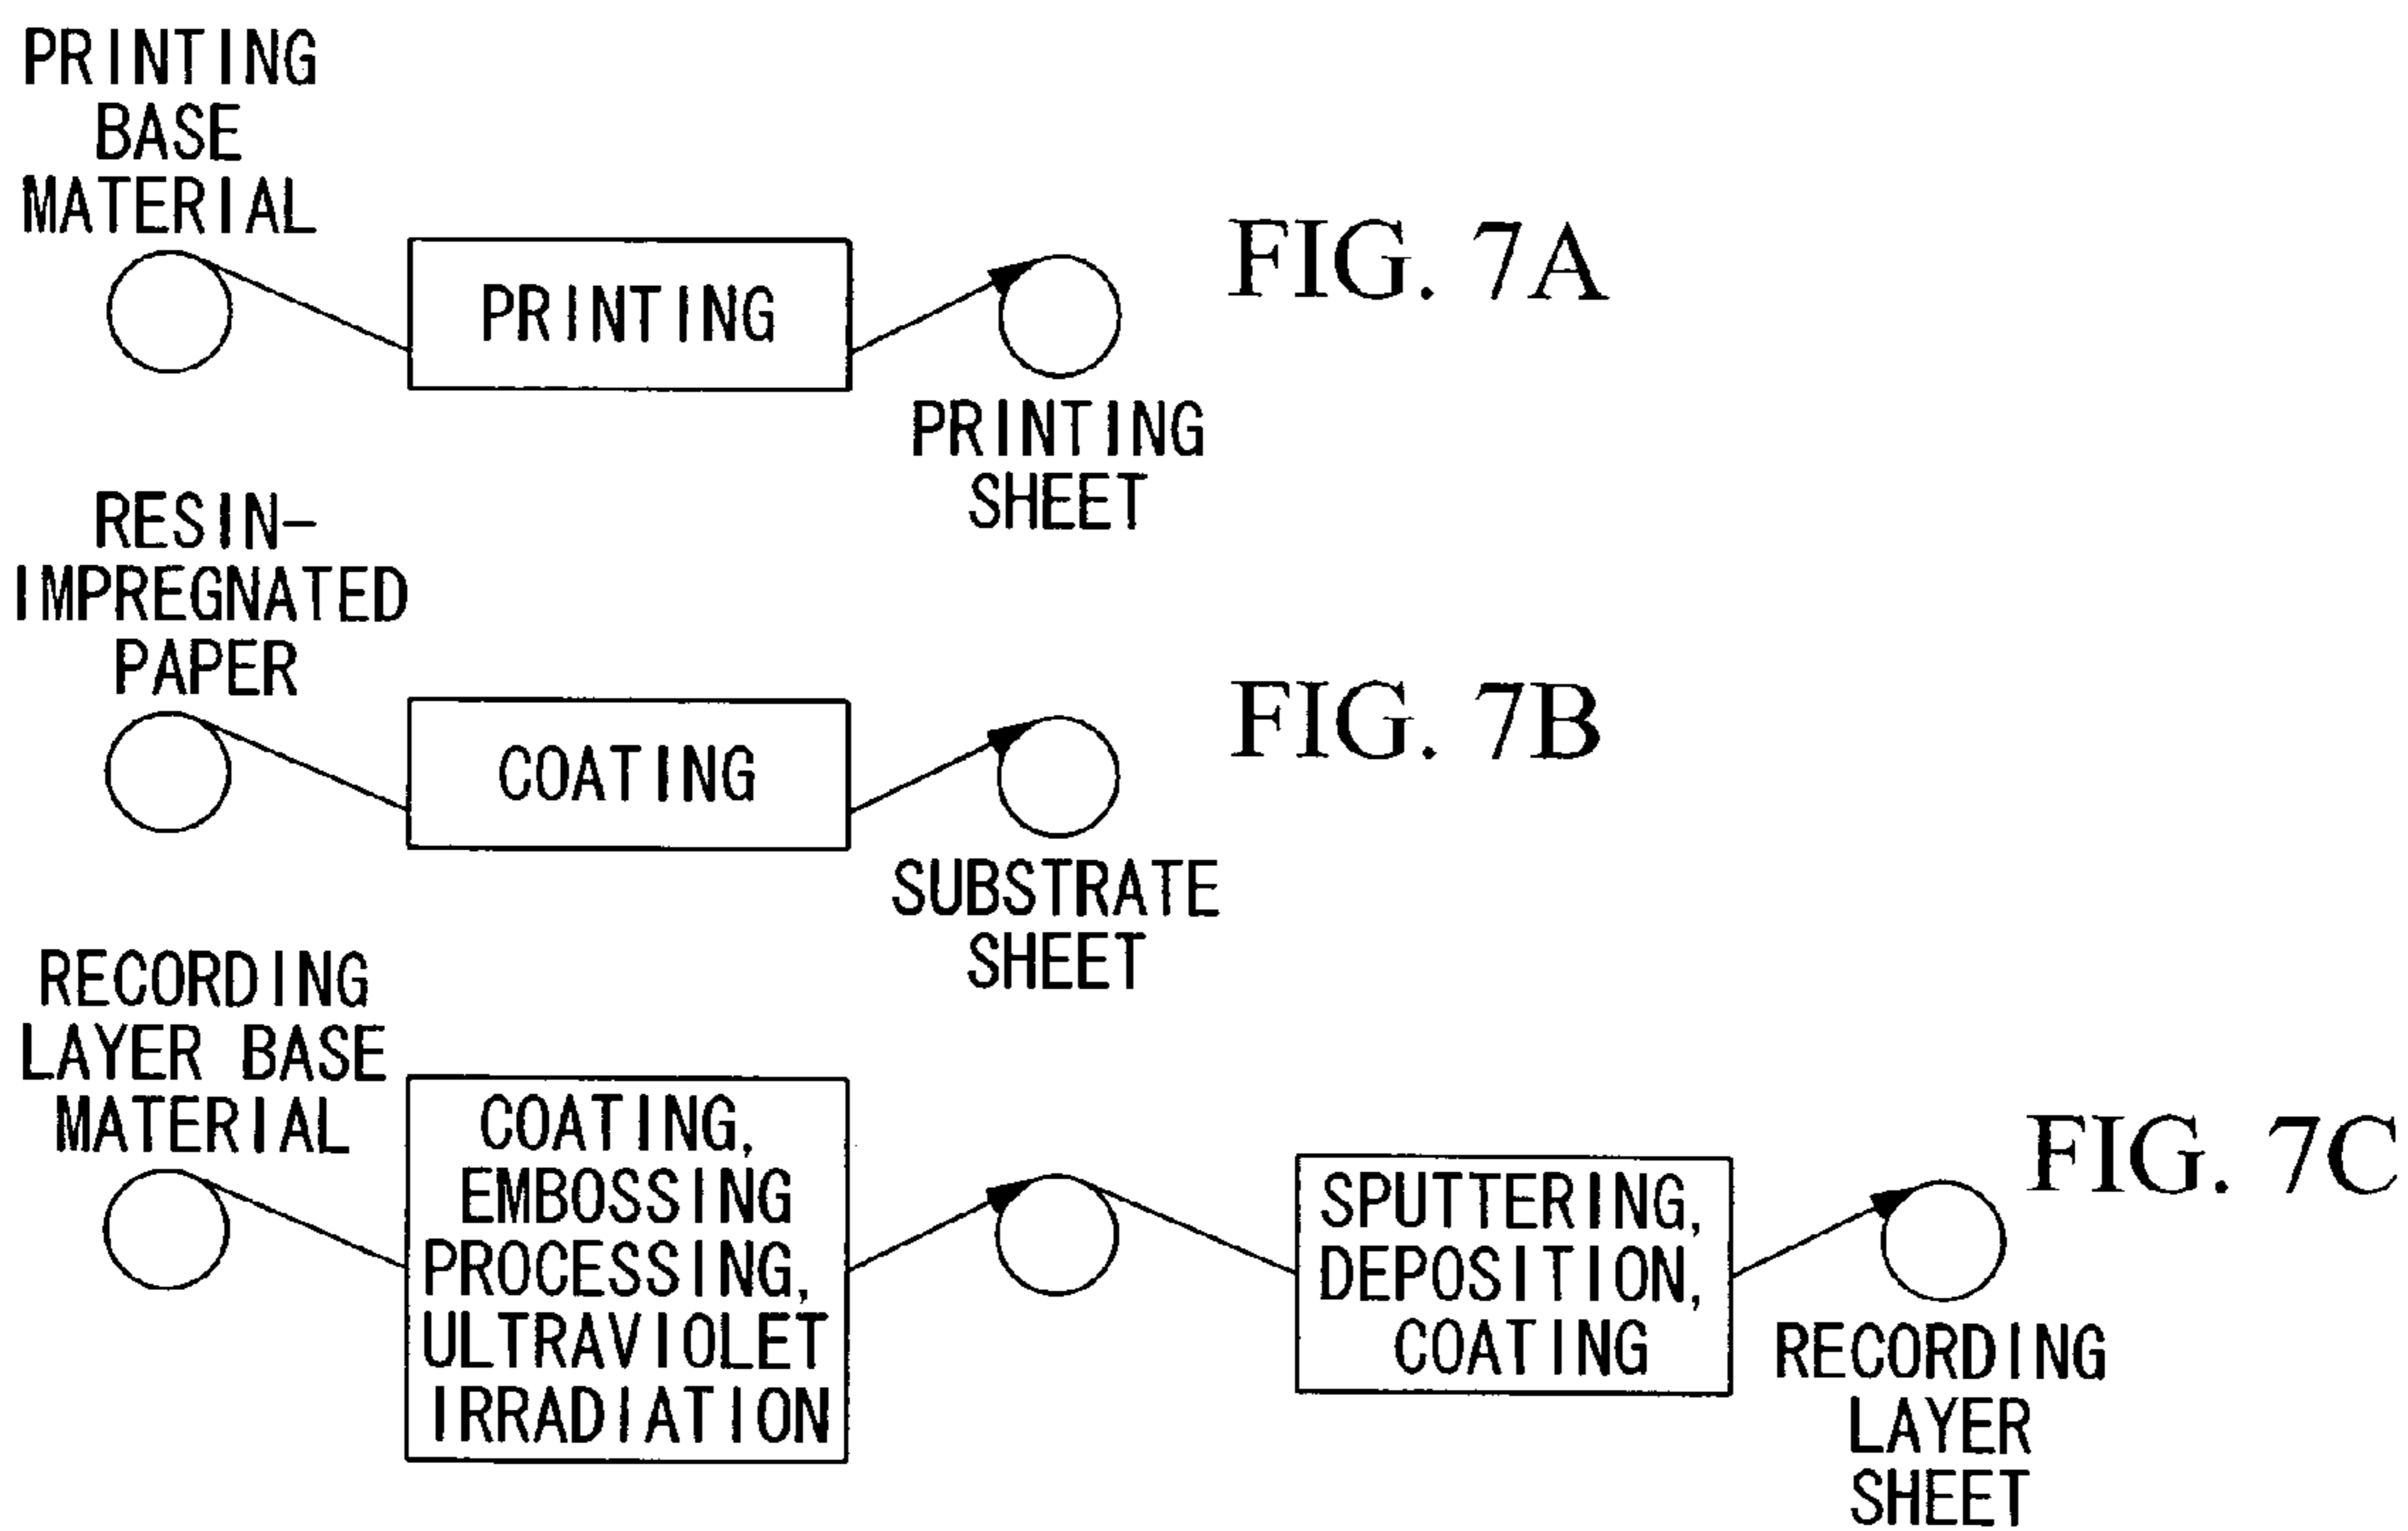 PRINTING
BASE
MATERIAL
PRINTING
FIG. 7A
PRINTING
SHEET
RESIN-
IMPREGNATED
PAPER
COATING
FIG. 7B
SUBSTRATE
SHEET
RECORDING
LAYER BASE
MATERIAL
COATING,
EMBOSSING
PROCESSING,
ULTRAVIOLET
IRRADIATION
SPUTTERING,
DEPOSITION,
COATING
FIG. 7C
RECORDING
LAYER
SHEET